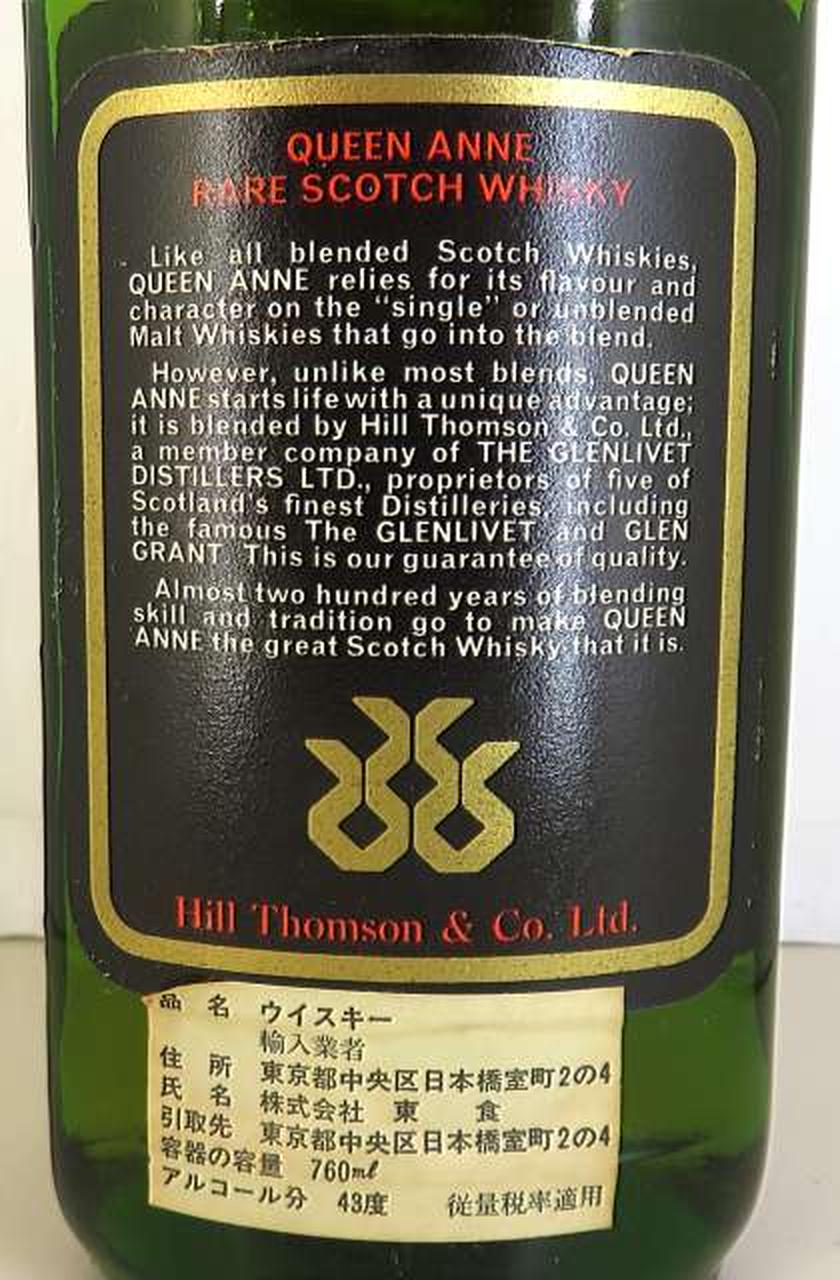 QUEEN ANNE
RARE SCOTCH WHISKY
Like all blended Scotch Whiskies,
QUEEN ANNE relies for its flavour and
character on the “single” or unblended
Malt Whiskies that go into the blend.
However, unlike most blends, QUEEN
ANNE starts life with a unique advantage;
it is blended by Hill Thomson & Co. Ltd.,
a member company of THE GLENLIVET
DISTILLERS LTD., proprietors of five of
Scotland's finest Distilleries, including
the famous The GLENLIVET and GLEN
GRANT. This is our guarantee of quality.
Almost two hundred years of blending
skill and tradition go to make QUEEN
ANNE the great Scotch Whisky that it is.
Hill Thomson & Co. Ltd.
品 名 ウイスキー
輸入業者
住 所 東京都中央区日本橋室町2の4
氏 名 株式会社 東 食
引取先 東京都中央区日本橋室町2の4
容器の容量 760ml
アルコール分 43度 従量税率適用